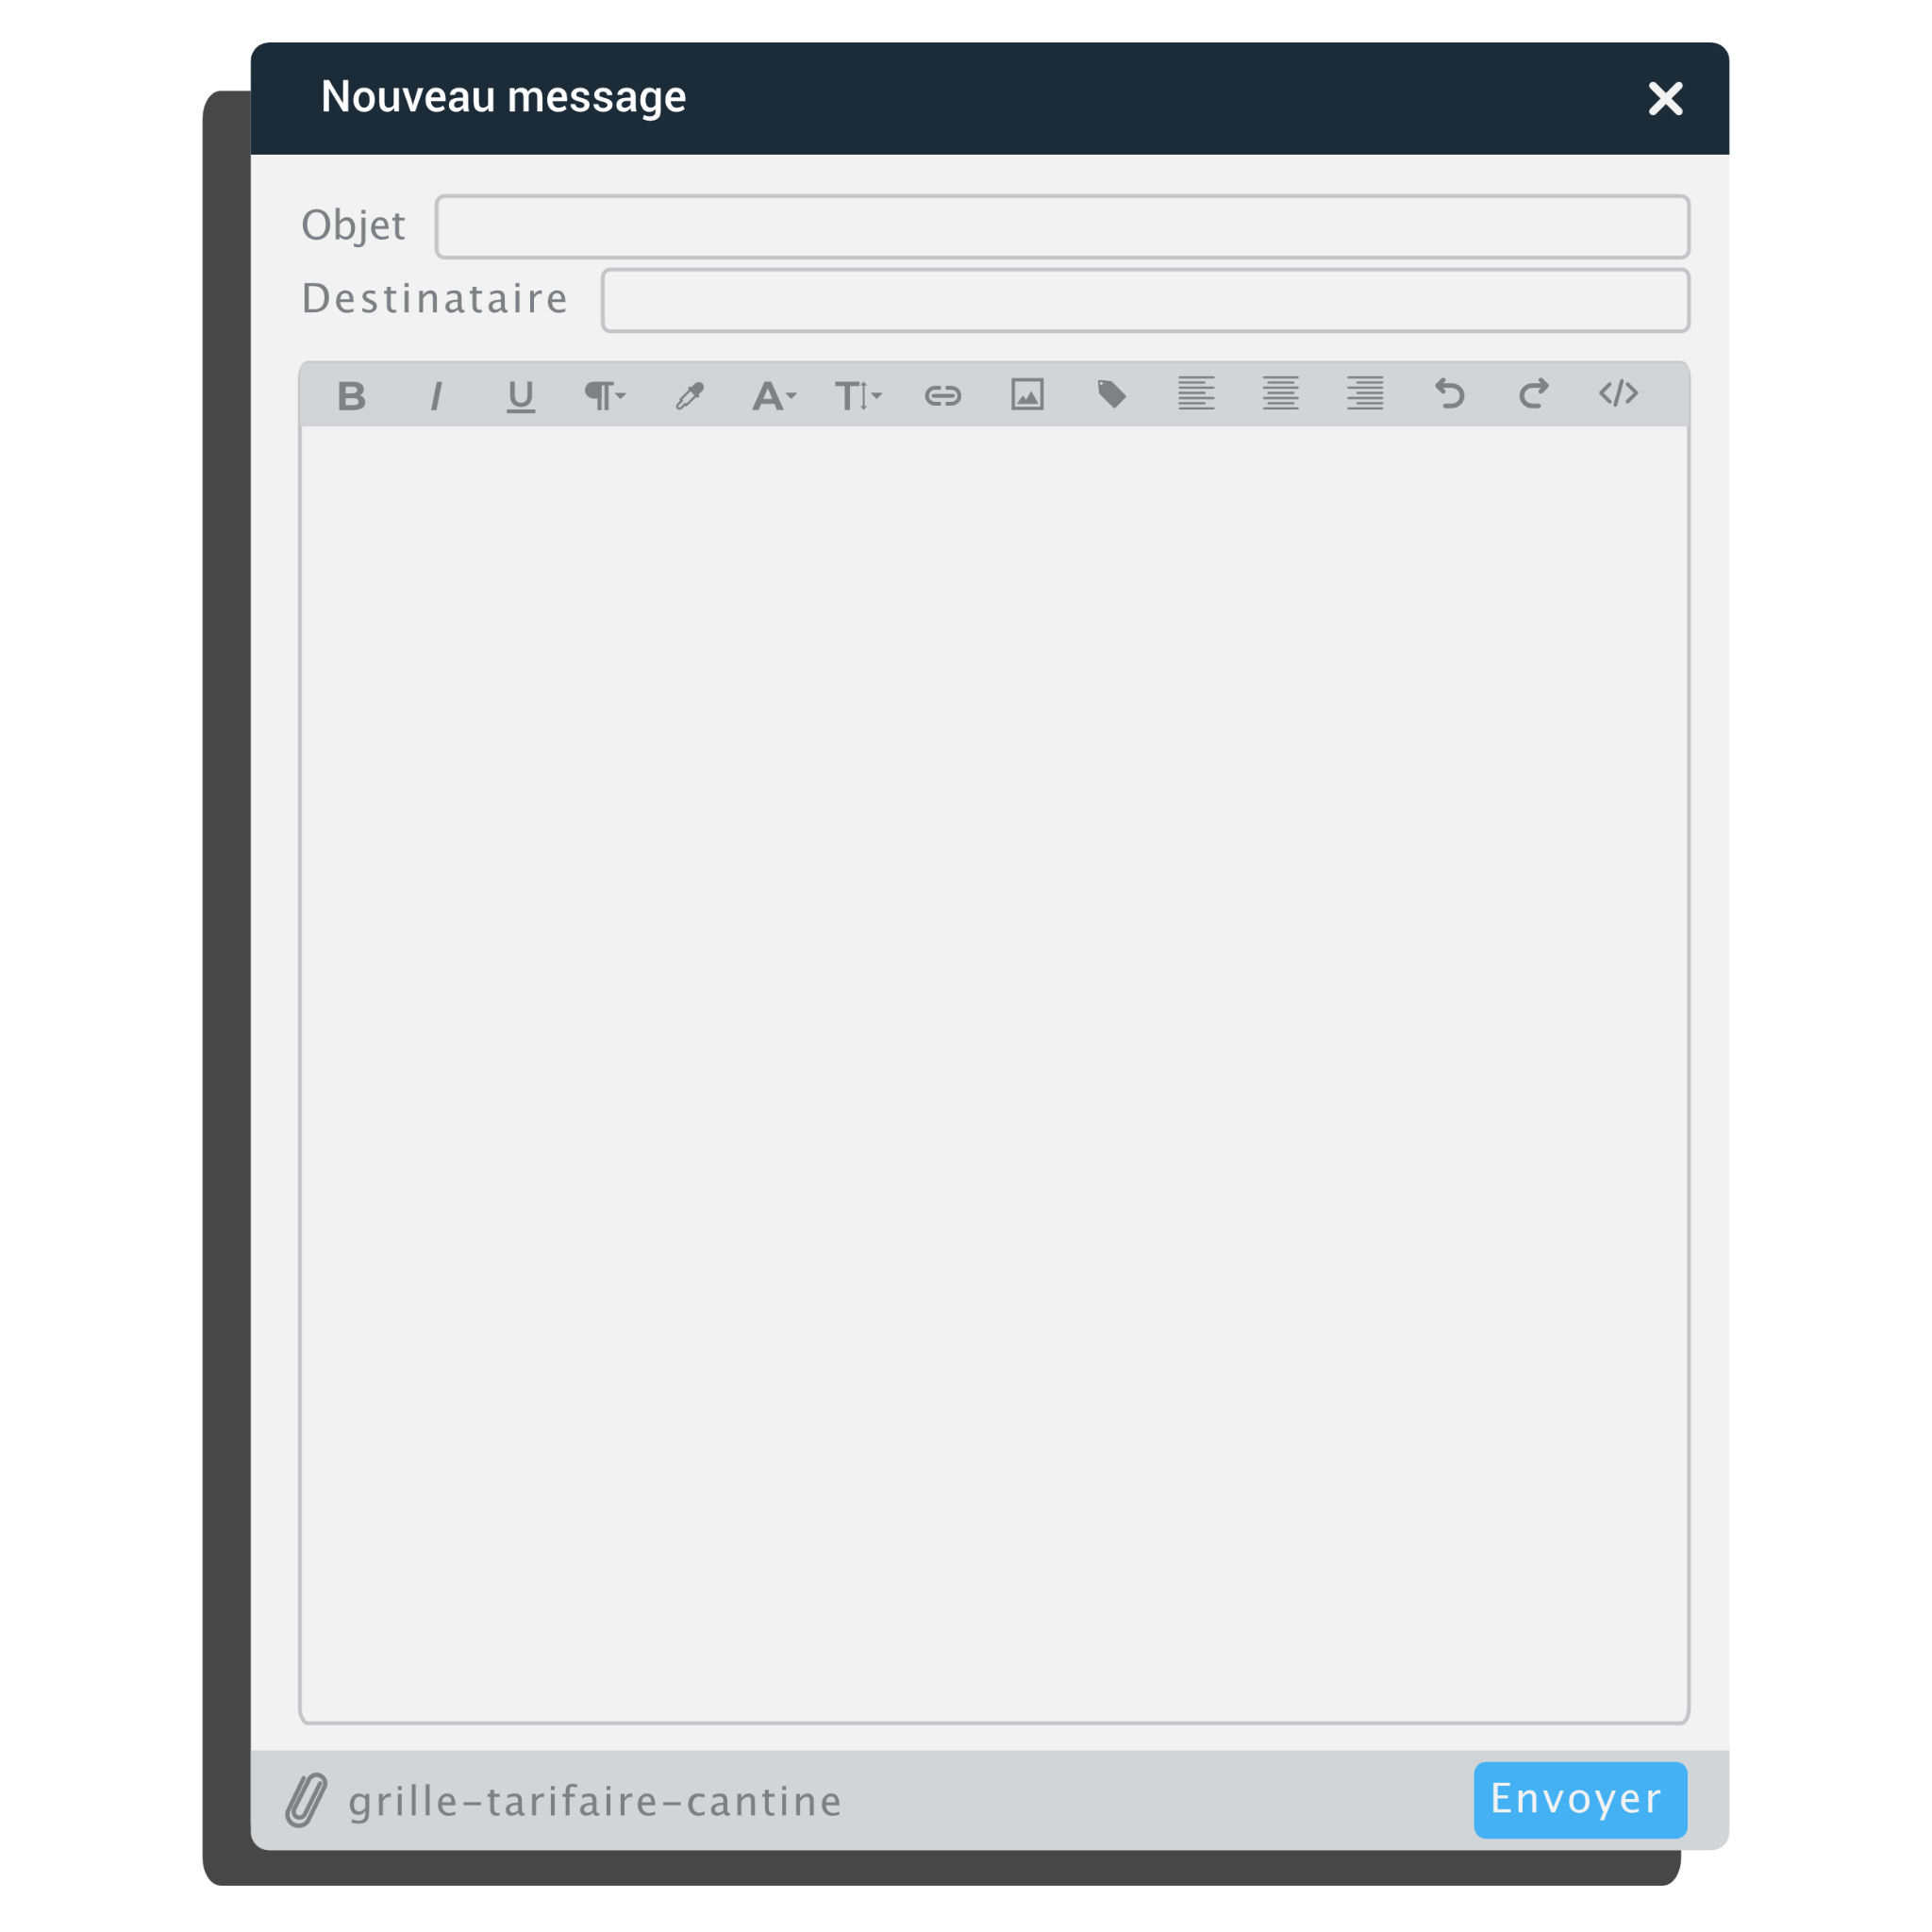 Nouveau message
Objet
Destinataire
B I U ¶ A T
grille-tarifaire-cantine
Envoyer